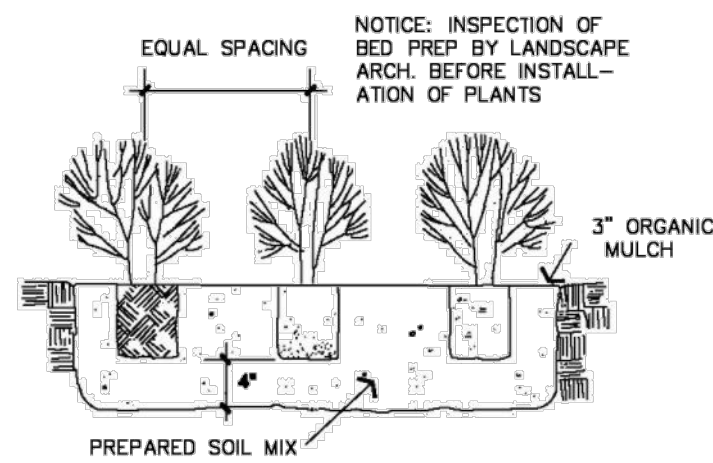 EQUAL SPACING
NOTICE: INSPECTION OF
BED PREP BY LANDSCAPE
ARCH. BEFORE INSTALL-
ATION OF PLANTS
3" ORGANIC
MULCH
4"
PREPARED SOIL MIX